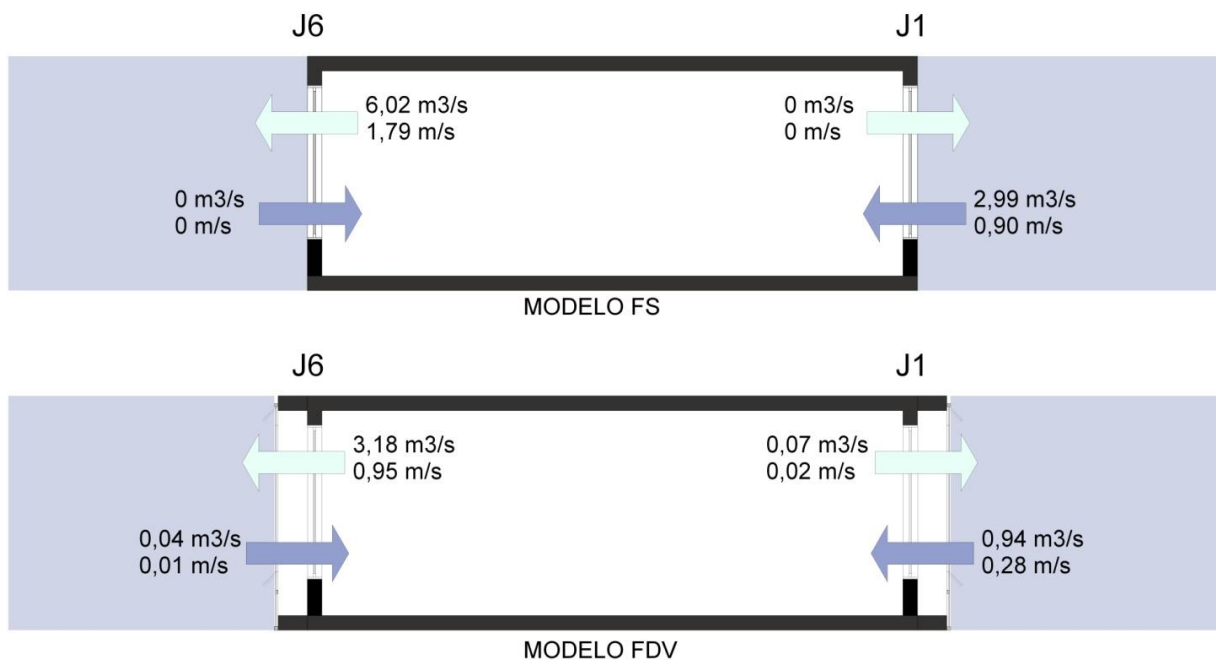 J6
J1
6,02 m3/s
1,79 m/s
0 m3/s
0 m/s
0 m3/s
0 m/s
2,99 m3/s
0,90 m/s
MODELO FS
J6
J1
3,18 m3/s
0,95 m/s
0,07 m3/s
0,02 m/s
0,04 m3/s
0,01 m/s
0,94 m3/s
0,28 m/s
MODELO FDV